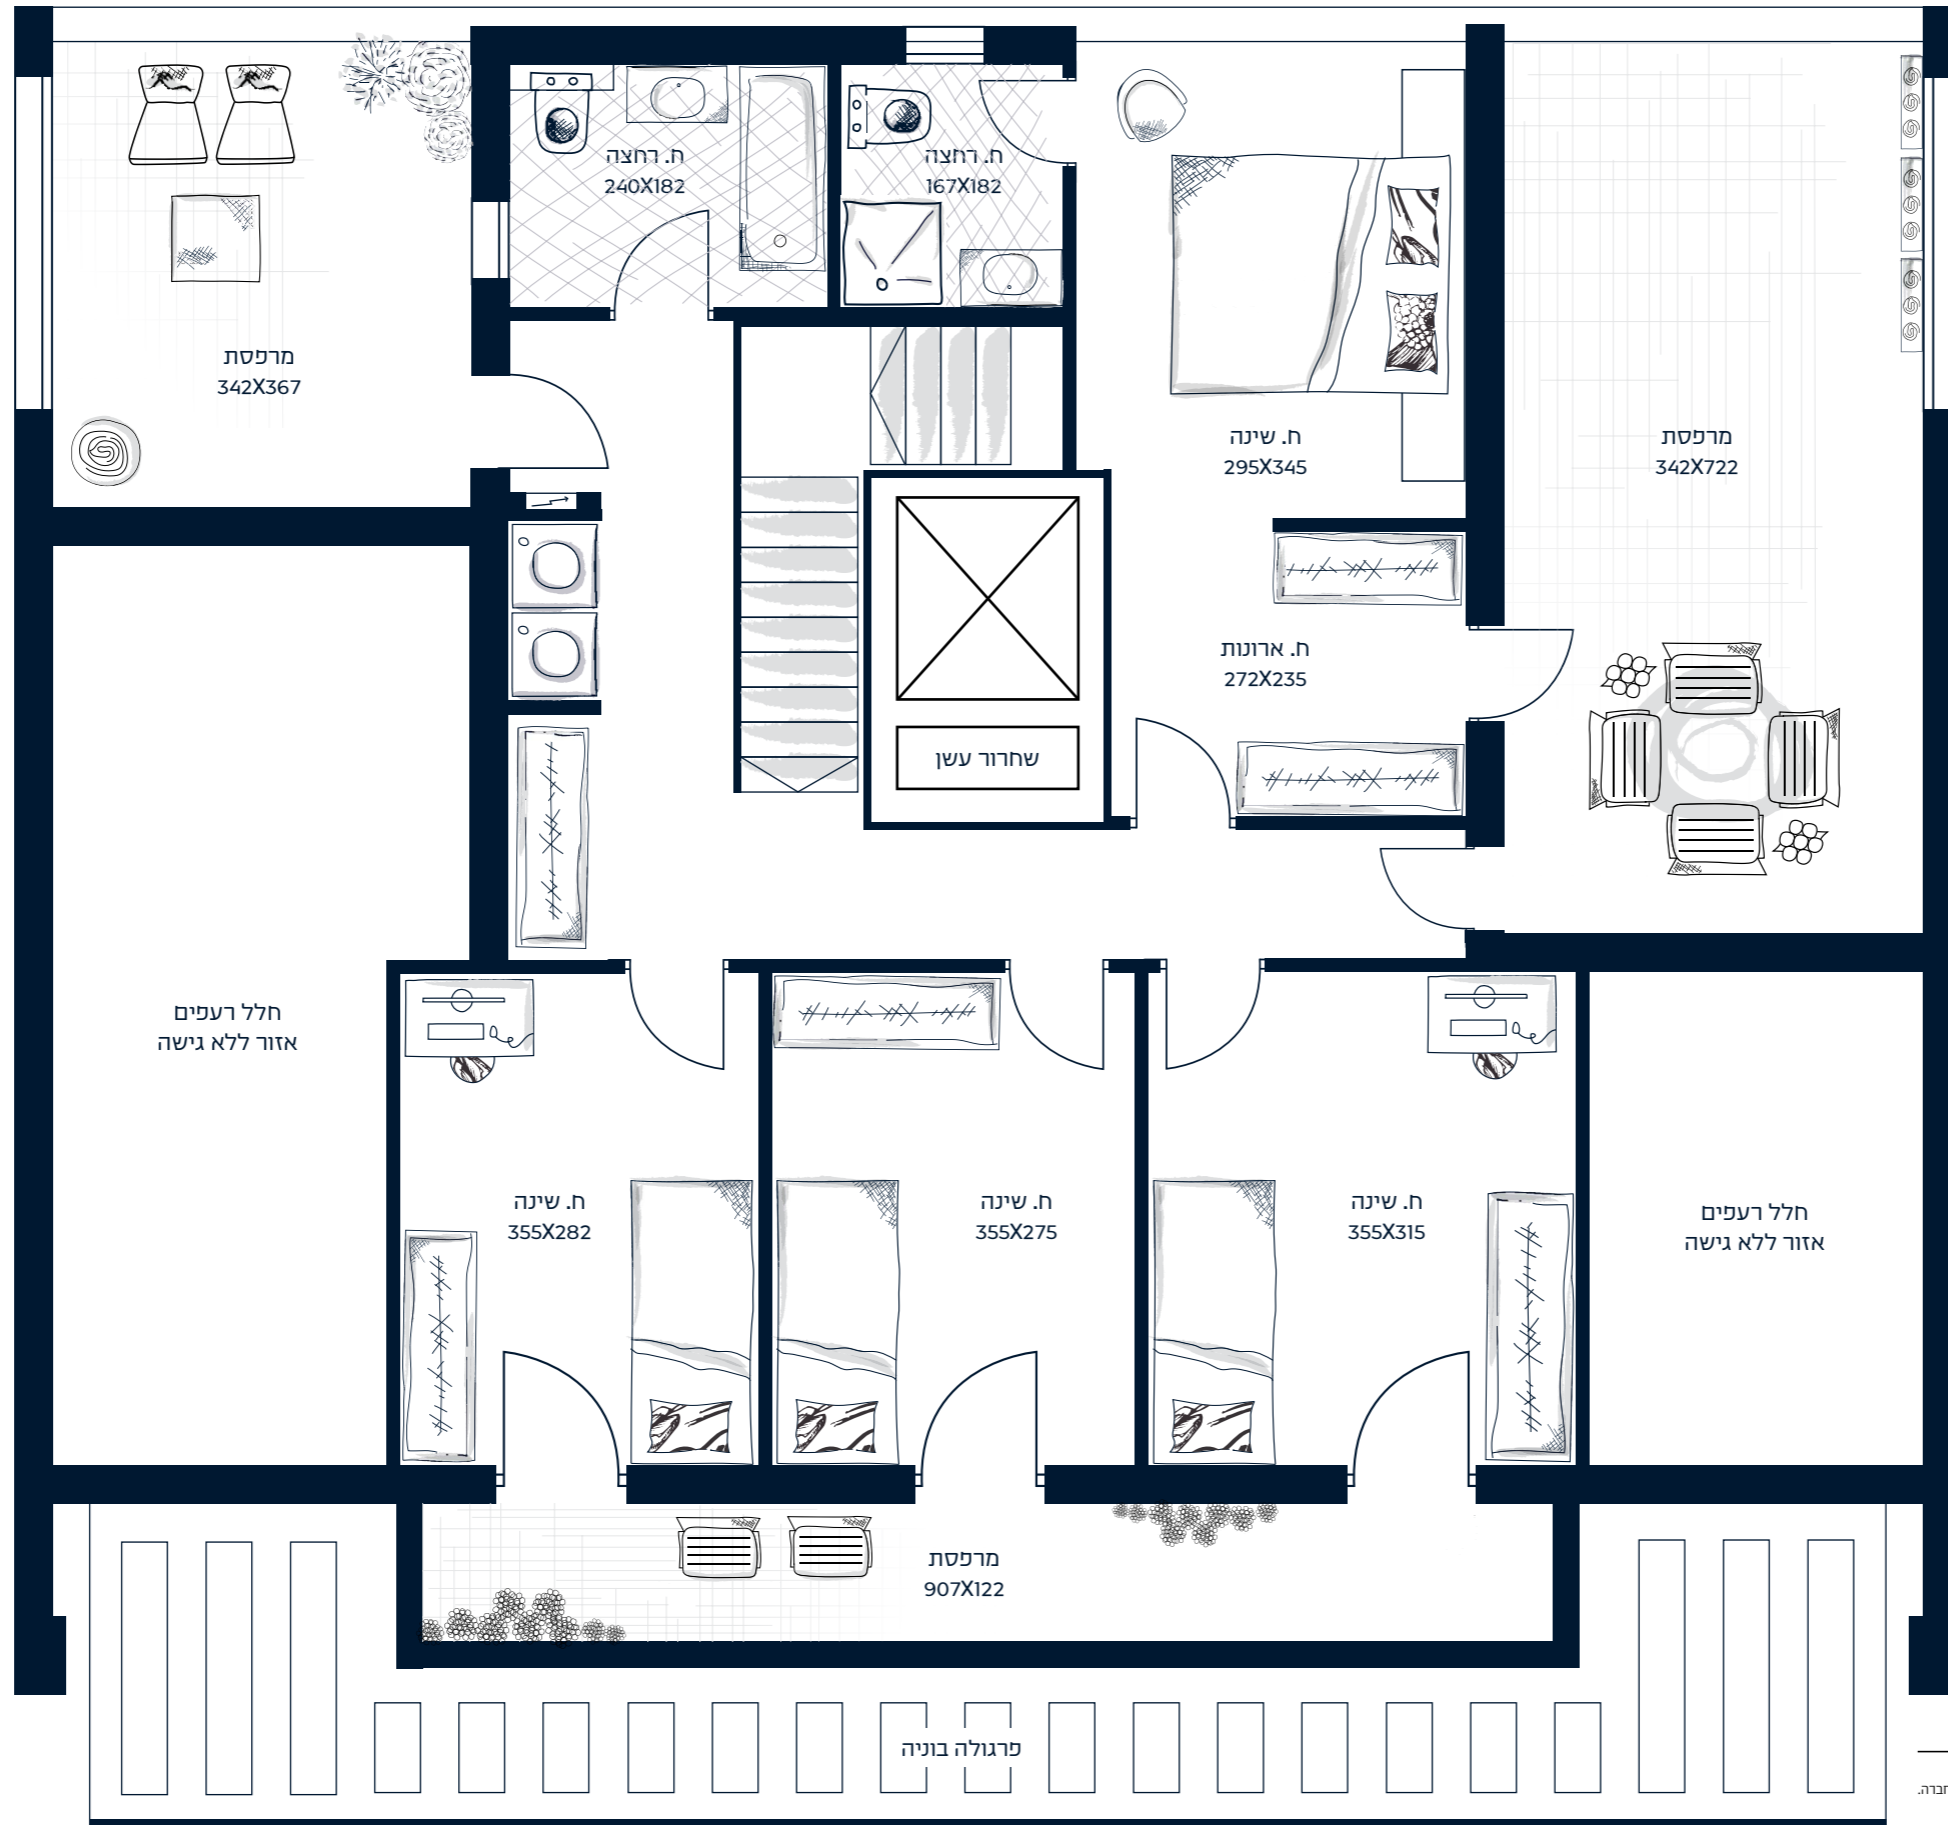 ח. רחצה
240X182
ח. רחצה
167X182
מרפסת
342X367
ח. שינה
295X345
מרפסת
342X722
ח. ארונות
272X235
שחרור עשן
חלל רעפים
אזור ללא גישה
ח. שינה
355X282
ח. שינה
355X275
ח. שינה
355X315
חלל רעפים
אזור ללא גישה
מרפסת
907X122
פרגולה בנויה